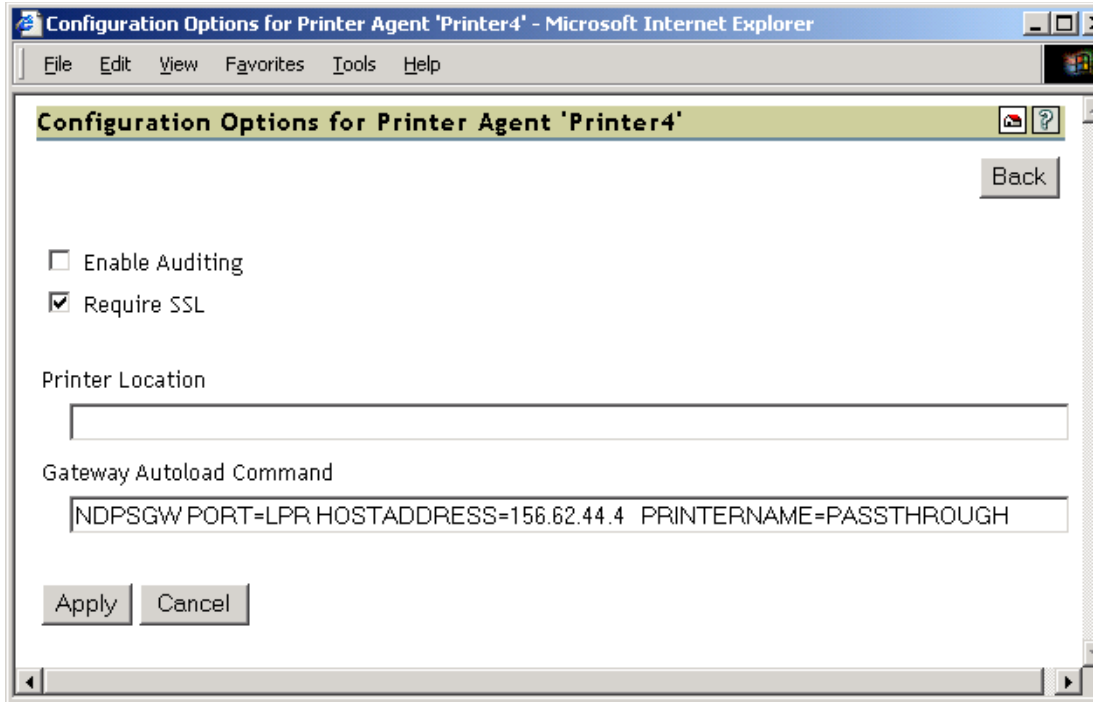 Configuration Options for Printer Agent 'Printer4' - Microsoft Internet Explorer
File Edit View Favorites Tools Help
Configuration Options for Printer Agent 'Printer4'
?
Back
Enable Auditing
Require SSL
Printer Location
Gateway Autoload Command
NDPSGW PORT=LPR HOSTADDRESS=156.62.44.4 PRINTERNAME=PASSTHROUGH
Apply Cancel